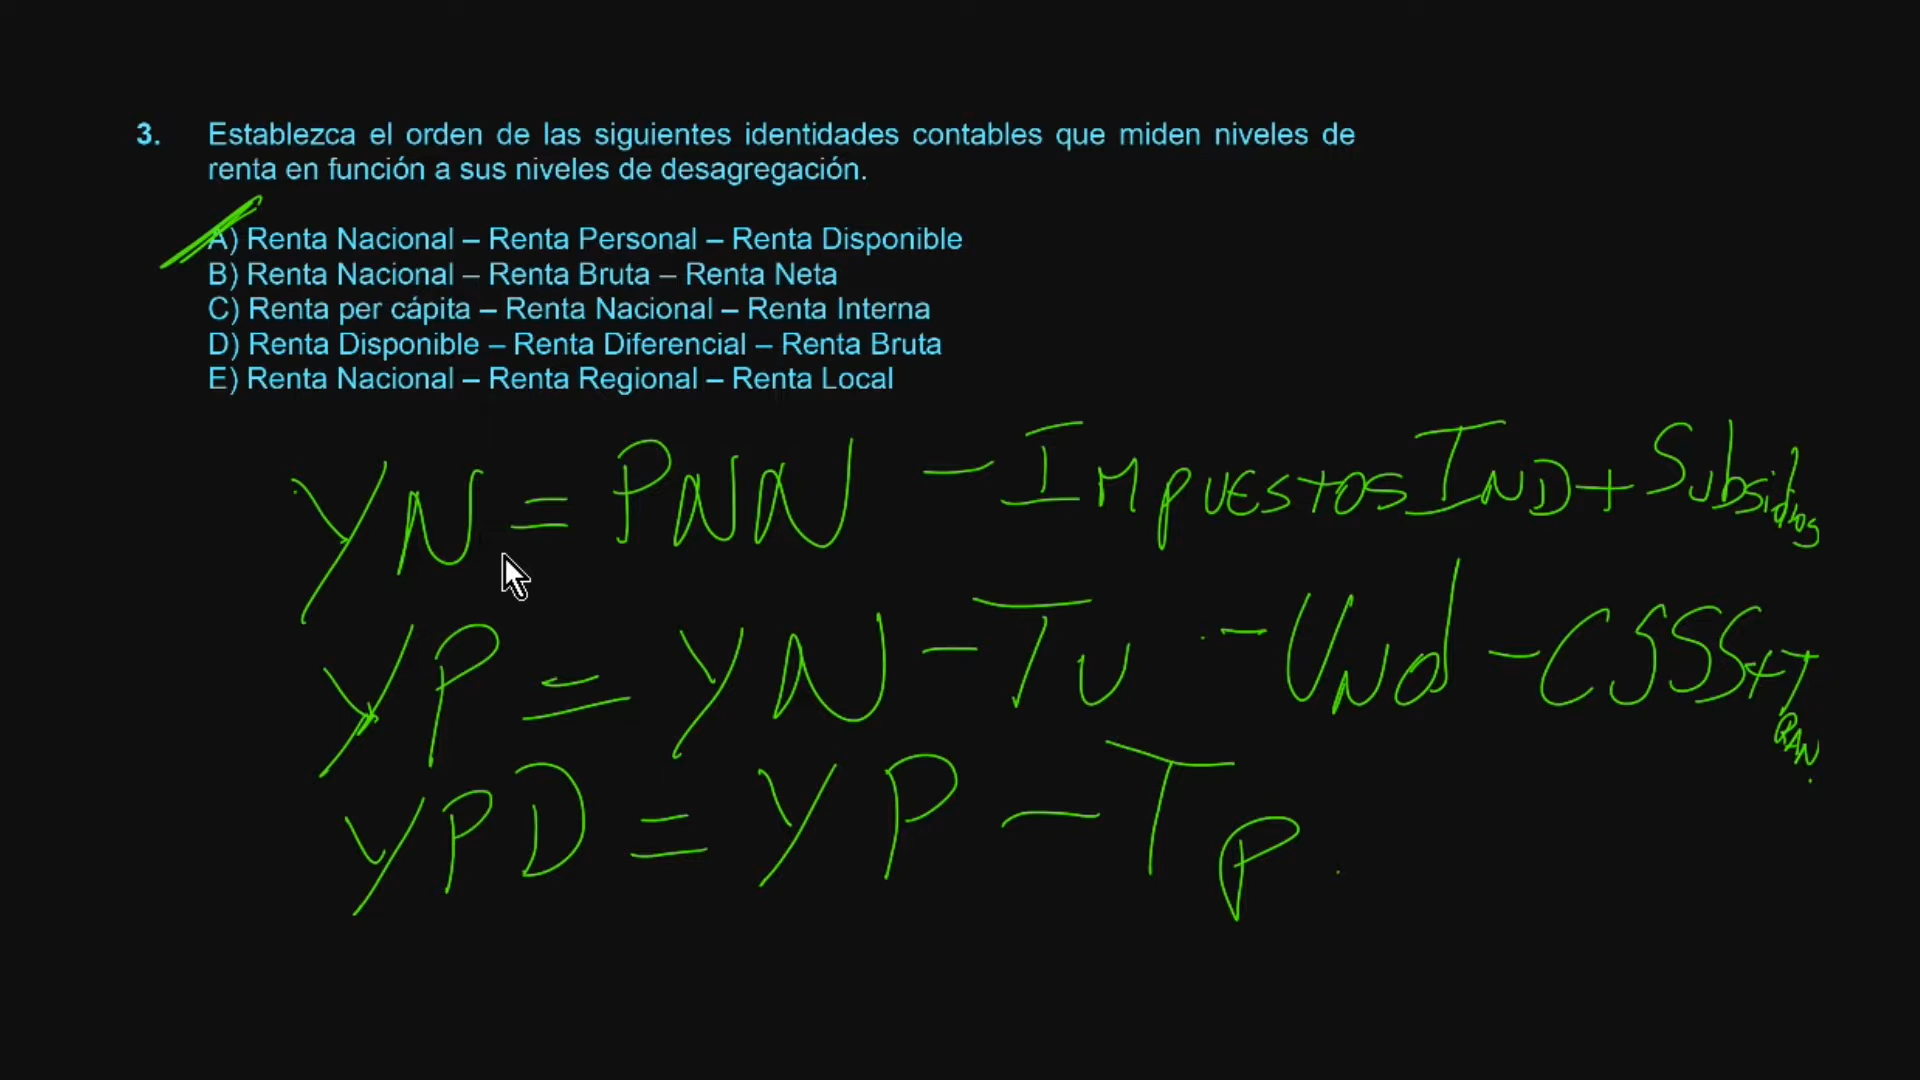 3. Establezca el orden de las siguientes identidades contables que miden niveles de
renta en función a sus niveles de desagregación.
A) Renta Nacional – Renta Personal – Renta Disponible
B) Renta Nacional – Renta Bruta – Renta Neta
C) Renta per cápita – Renta Nacional – Renta Interna
D) Renta Disponible – Renta Diferencial – Renta Bruta
E) Renta Nacional – Renta Regional – Renta Local
YN = PNN - Impuestos IND + Subsidios
YP = YN - TU - UNd - CSSS + T RAN.
YPD = YP - TP.